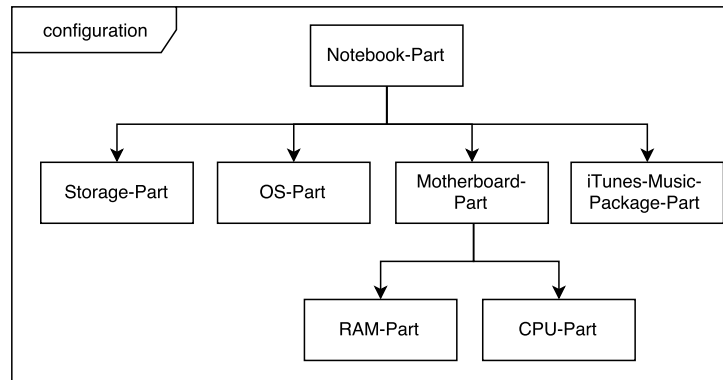 configuration
Notebook-Part
Storage-Part
OS-Part
Motherboard-
Part
iTunes-Music-
Package-Part
RAM-Part
CPU-Part